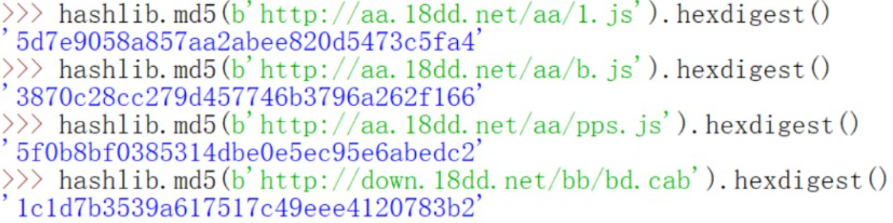 >>> hashlib.md5(b'http://aa.18dd.net/aa/1.js').hexdigest()
'5d7e9058a857aa2abee820d5473c5fa4'
>>> hashlib.md5(b'http://aa.18dd.net/aa/b.js').hexdigest()
'3870c28cc279d457746b3796a262f166'
>>> hashlib.md5(b'http://aa.18dd.net/aa/pps.js').hexdigest()
'5f0b8bf0385314dbe0e5ec95e6abedc2'
>>> hashlib.md5(b'http://down.18dd.net/bb/bd.cab').hexdigest()
'1c1d7b3539a617517c49eee4120783b2'